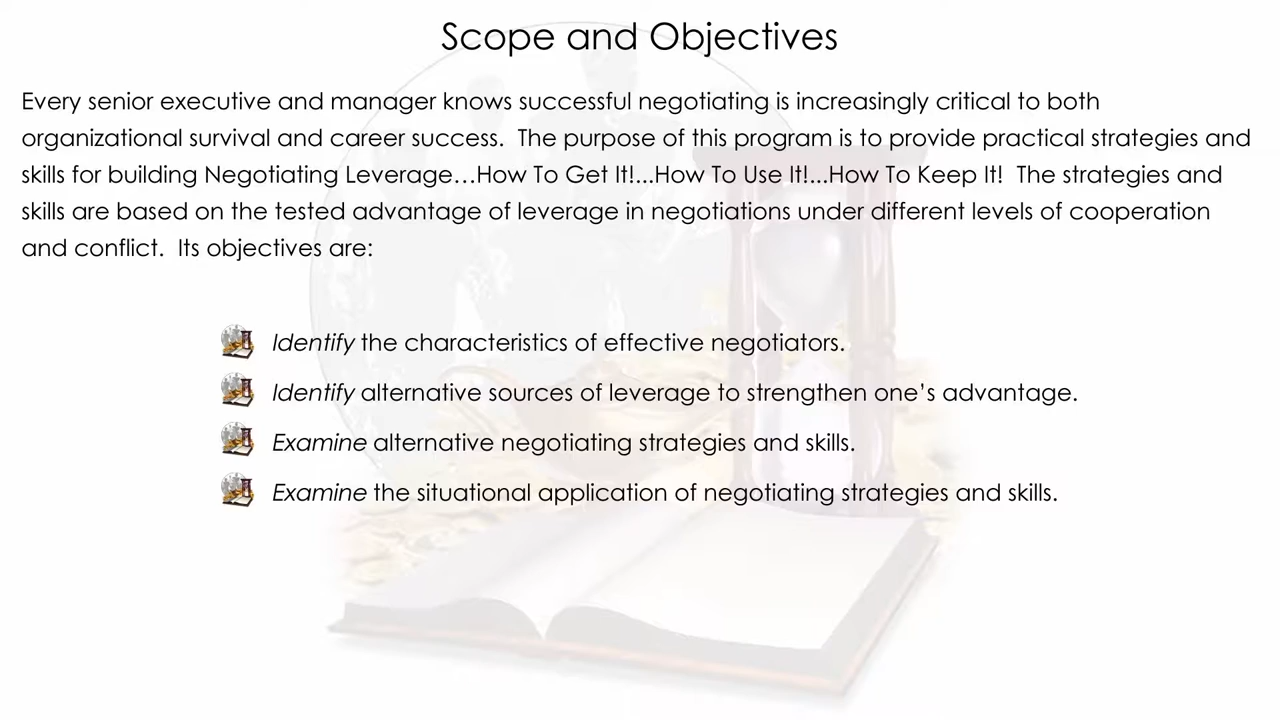 Scope and Objectives
Every senior executive and manager knows successful negotiating is increasingly critical to both
organizational survival and career success.  The purpose of this program is to provide practical strategies and
skills for building Negotiating Leverage…How To Get It!...How To Use It!...How To Keep It!  The strategies and
skills are based on the tested advantage of leverage in negotiations under different levels of cooperation
and conflict.  Its objectives are:
Identify the characteristics of effective negotiators.
Identify alternative sources of leverage to strengthen one’s advantage.
Examine alternative negotiating strategies and skills.
Examine the situational application of negotiating strategies and skills.